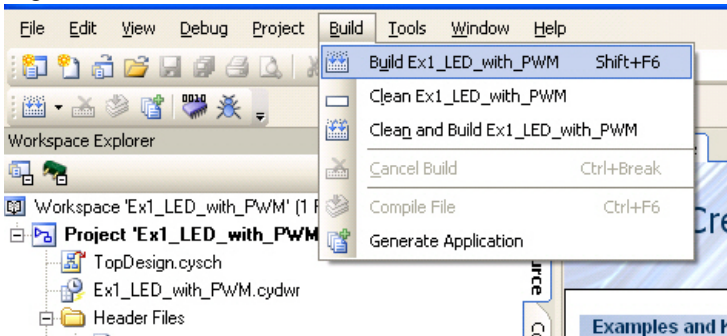 File Edit View Debug Project Build Tools Window Help
Build Ex1_LED_with_PWM Shift+F6
Clean Ex1_LED_with_PWM
Clean and Build Ex1_LED_with_PWM
Workspace Explorer
Cancel Build Ctrl+Break
Workspace 'Ex1_LED_with_PWM' (1
Compile File Ctrl+F6
Project 'Ex1_LED_with_PWM
Generate Application
TopDesign.cysch
Ex1_LED_with_PWM.cydwr
Header Files
Examples and